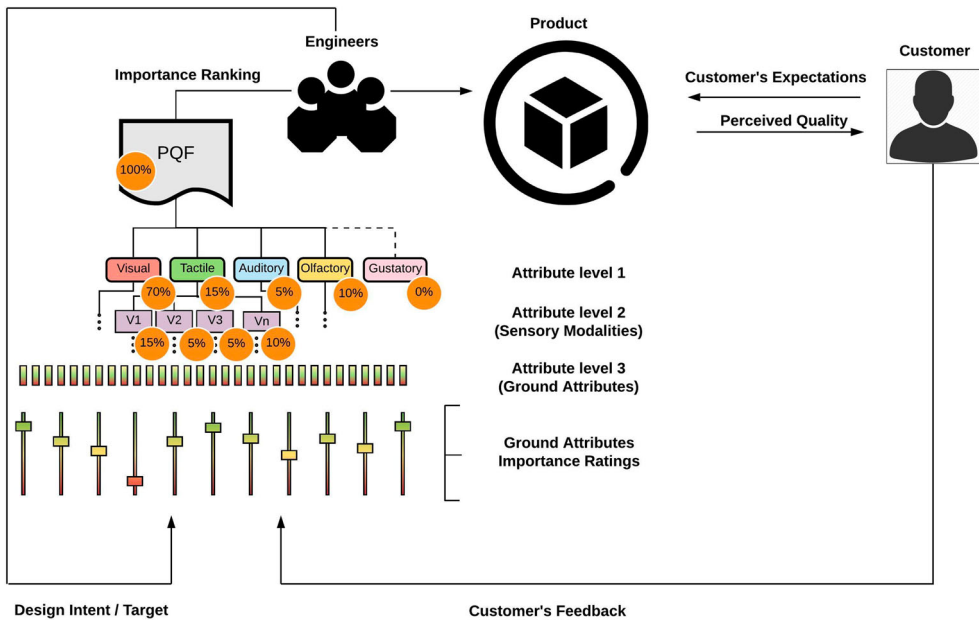 Product
Engineers
Customer
Importance Ranking
Customer's Expectations
Perceived Quality
PQF
100%
Visual
Tactile
Auditory
Olfactory
Gustatory
70%
15%
5%
10%
0%
Attribute level 1
V1
V2
V3
Vn
15%
5%
5%
10%
Attribute level 2
(Sensory Modalities)
Attribute level 3
(Ground Attributes)
Ground Attributes
Importance Ratings
Design Intent / Target
Customer's Feedback